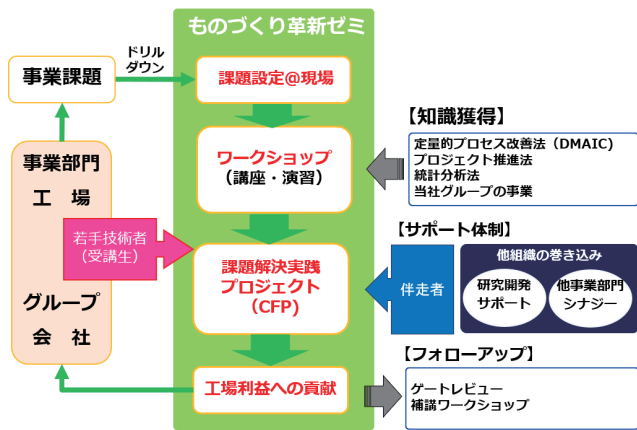 ものづくり革新ゼミ
ドリル
ダウン
事業課題
課題設定@現場
事業部門
工　場
グループ
会　社
若手技術者
（受講生）
ワークショップ
（講座・演習）
課題解決実践
プロジェクト
（CFP）
工場利益への貢献
【知識獲得】
定量的プロセス改善法（DMAIC）
プロジェクト推進法
統計分析法
当社グループの事業
【サポート体制】
伴走者
他組織の巻き込み
研究開発
サポート
他事業部門
シナジー
【フォローアップ】
ゲートレビュー
補講ワークショップ